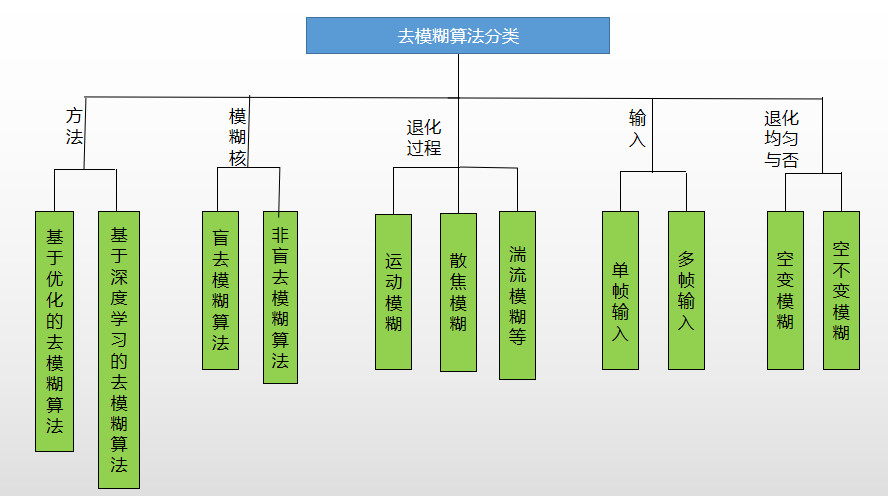 去模糊算法分类
方法
模糊核
退化
过程
输入
退化
均匀
与否
基于优化的去模糊算法
基于深度学习的去模糊算法
盲去模糊算法
非盲去模糊算法
运动模糊
散焦模糊
湍流模糊等
单帧输入
多帧输入
空变模糊
空不变模糊